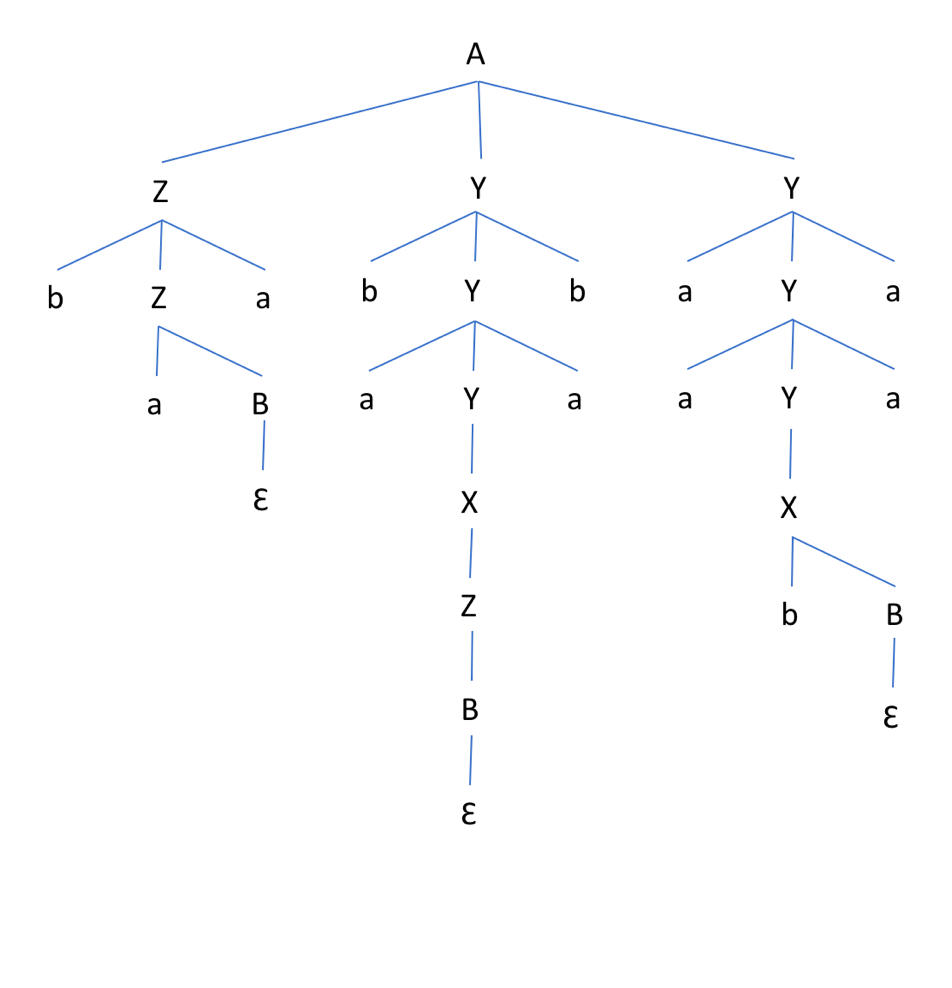 A
Z Y Y
b Z a b Y b a Y a
a B a Y a a Y a
ε X X
Z b B
B ε
ε